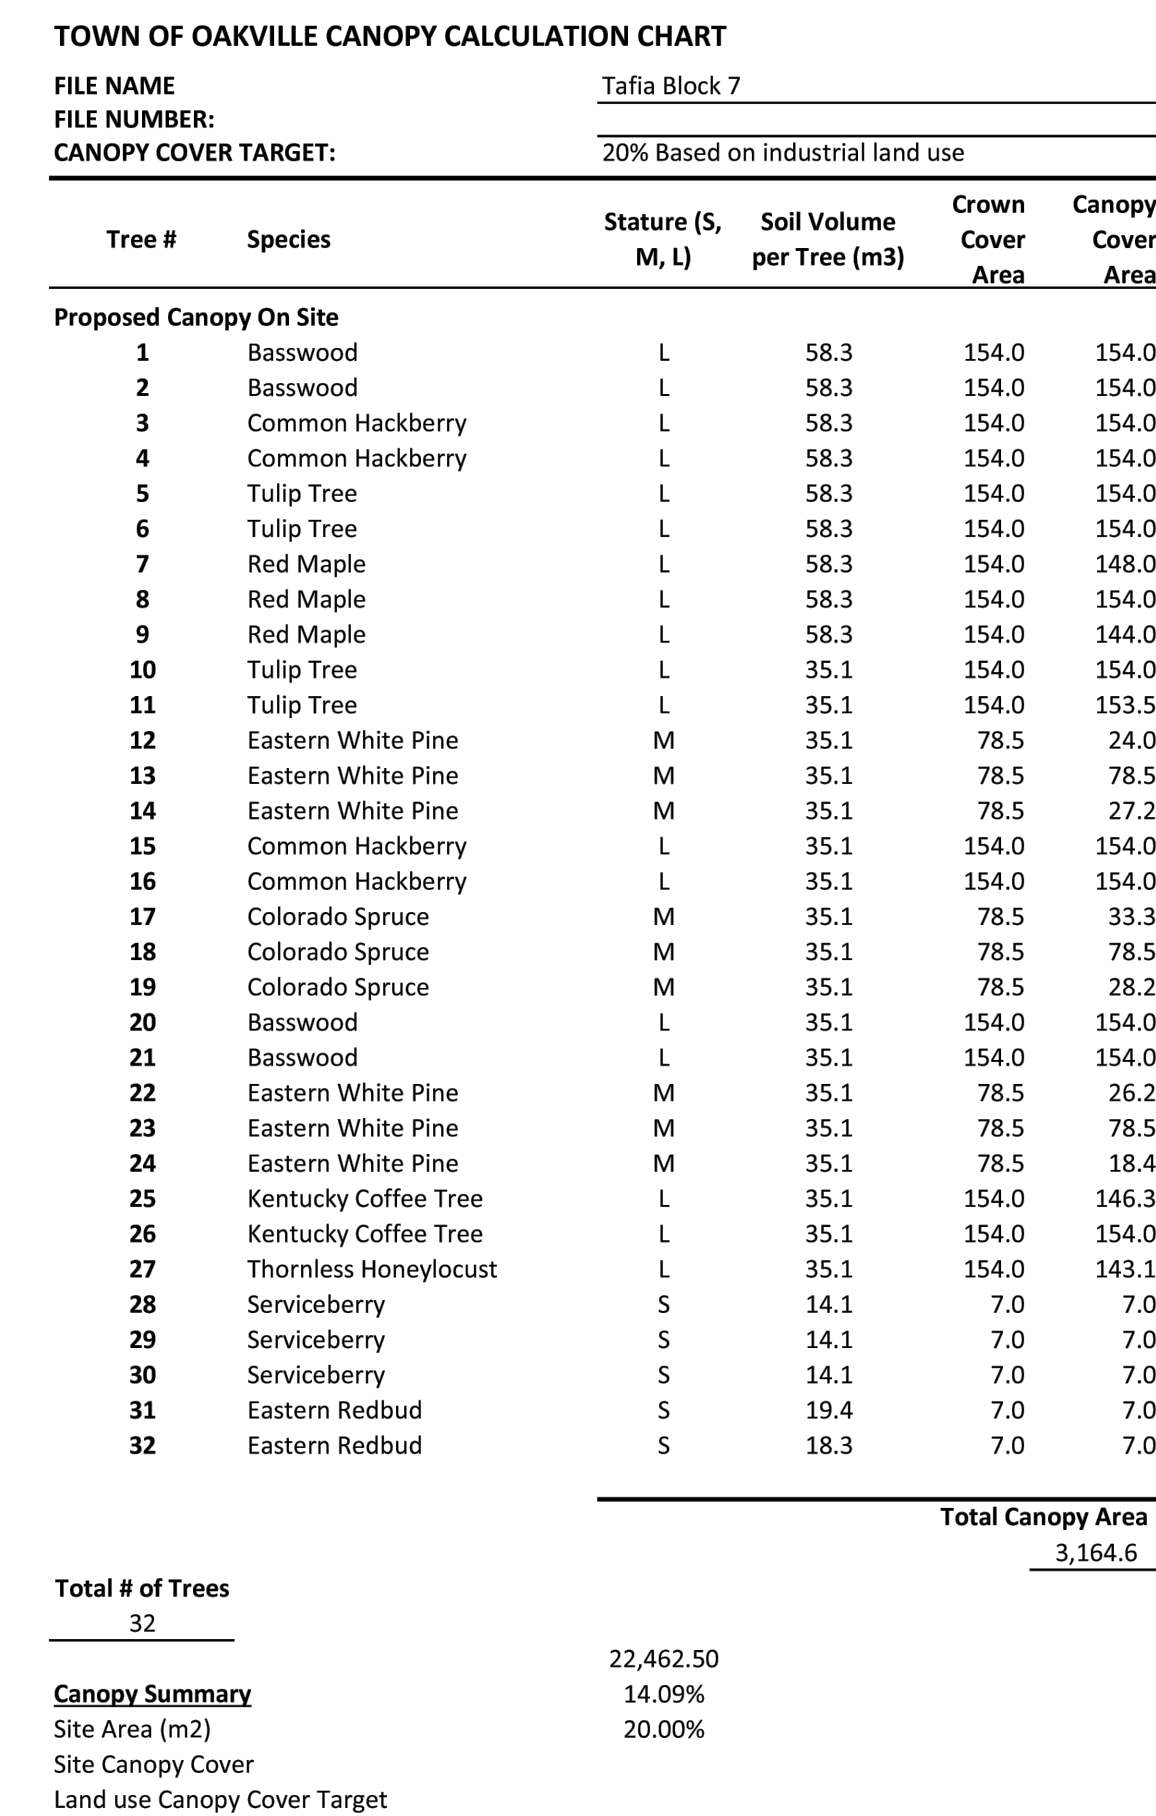 TOWN OF OAKVILLE CANOPY CALCULATION CHART
FILE NAME Tafia Block 7
FILE NUMBER:
CANOPY COVER TARGET: 20% Based on industrial land use
Tree # Species Stature (S, M, L) Soil Volume per Tree (m3) Crown Cover Area Canopy Cover Area
Proposed Canopy On Site
1 Basswood L 58.3 154.0 154.0
2 Basswood L 58.3 154.0 154.0
3 Common Hackberry L 58.3 154.0 154.0
4 Common Hackberry L 58.3 154.0 154.0
5 Tulip Tree L 58.3 154.0 154.0
6 Tulip Tree L 58.3 154.0 154.0
7 Red Maple L 58.3 154.0 148.0
8 Red Maple L 58.3 154.0 154.0
9 Red Maple L 58.3 154.0 144.0
10 Tulip Tree L 35.1 154.0 154.0
11 Tulip Tree L 35.1 154.0 153.5
12 Eastern White Pine M 35.1 78.5 24.0
13 Eastern White Pine M 35.1 78.5 78.5
14 Eastern White Pine M 35.1 78.5 27.2
15 Common Hackberry L 35.1 154.0 154.0
16 Common Hackberry L 35.1 154.0 154.0
17 Colorado Spruce M 35.1 78.5 33.3
18 Colorado Spruce M 35.1 78.5 78.5
19 Colorado Spruce M 35.1 78.5 28.2
20 Basswood L 35.1 154.0 154.0
21 Basswood L 35.1 154.0 154.0
22 Eastern White Pine M 35.1 78.5 26.2
23 Eastern White Pine M 35.1 78.5 78.5
24 Eastern White Pine M 35.1 78.5 18.4
25 Kentucky Coffee Tree L 35.1 154.0 146.3
26 Kentucky Coffee Tree L 35.1 154.0 154.0
27 Thornless Honeylocust L 35.1 154.0 143.1
28 Serviceberry S 14.1 7.0 7.0
29 Serviceberry S 14.1 7.0 7.0
30 Serviceberry S 14.1 7.0 7.0
31 Eastern Redbud S 19.4 7.0 7.0
32 Eastern Redbud S 18.3 7.0 7.0
Total Canopy Area
3,164.6
Total # of Trees
32
22,462.50
Canopy Summary 14.09%
Site Area (m2) 20.00%
Site Canopy Cover
Land use Canopy Cover Target